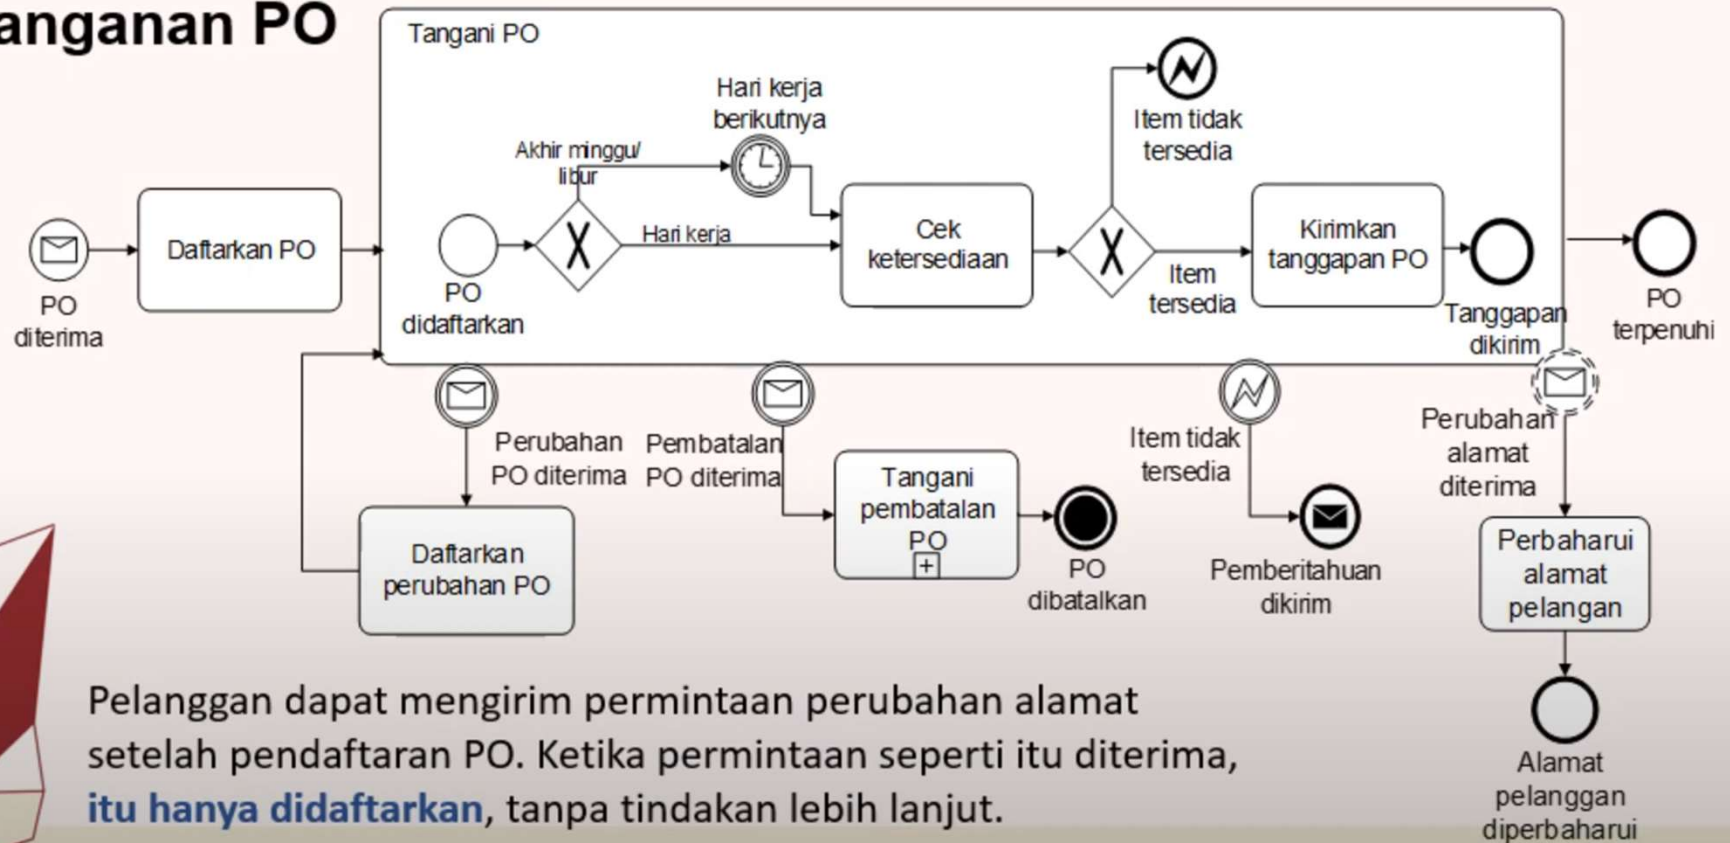 anganan PO
Tangani PO
Hari kerja
berikutnya
Akhir minggu/
libur
Hari kerja
PO
didaftarkan
Cek
ketersediaan
Item tidak
tersedia
Item
tersedia
Kirimkan
tanggapan PO
Tanggapan
dikirim
PO
terpenuhi
PO
diterima
Daftarkan PO
Perubahan
PO diterima
Daftarkan
perubahan PO
Pembatalan
PO diterima
Tangani
pembatalan
PO
PO
dibatalkan
Item tidak
tersedia
Pemberitahuan
dikirim
Perubahan
alamat
diterima
Perbaharui
alamat
pelangan
Alamat
pelanggan
diperbaharui
Pelanggan dapat mengirim permintaan perubahan alamat
setelah pendaftaran PO. Ketika permintaan seperti itu diterima,
itu hanya didaftarkan, tanpa tindakan lebih lanjut.